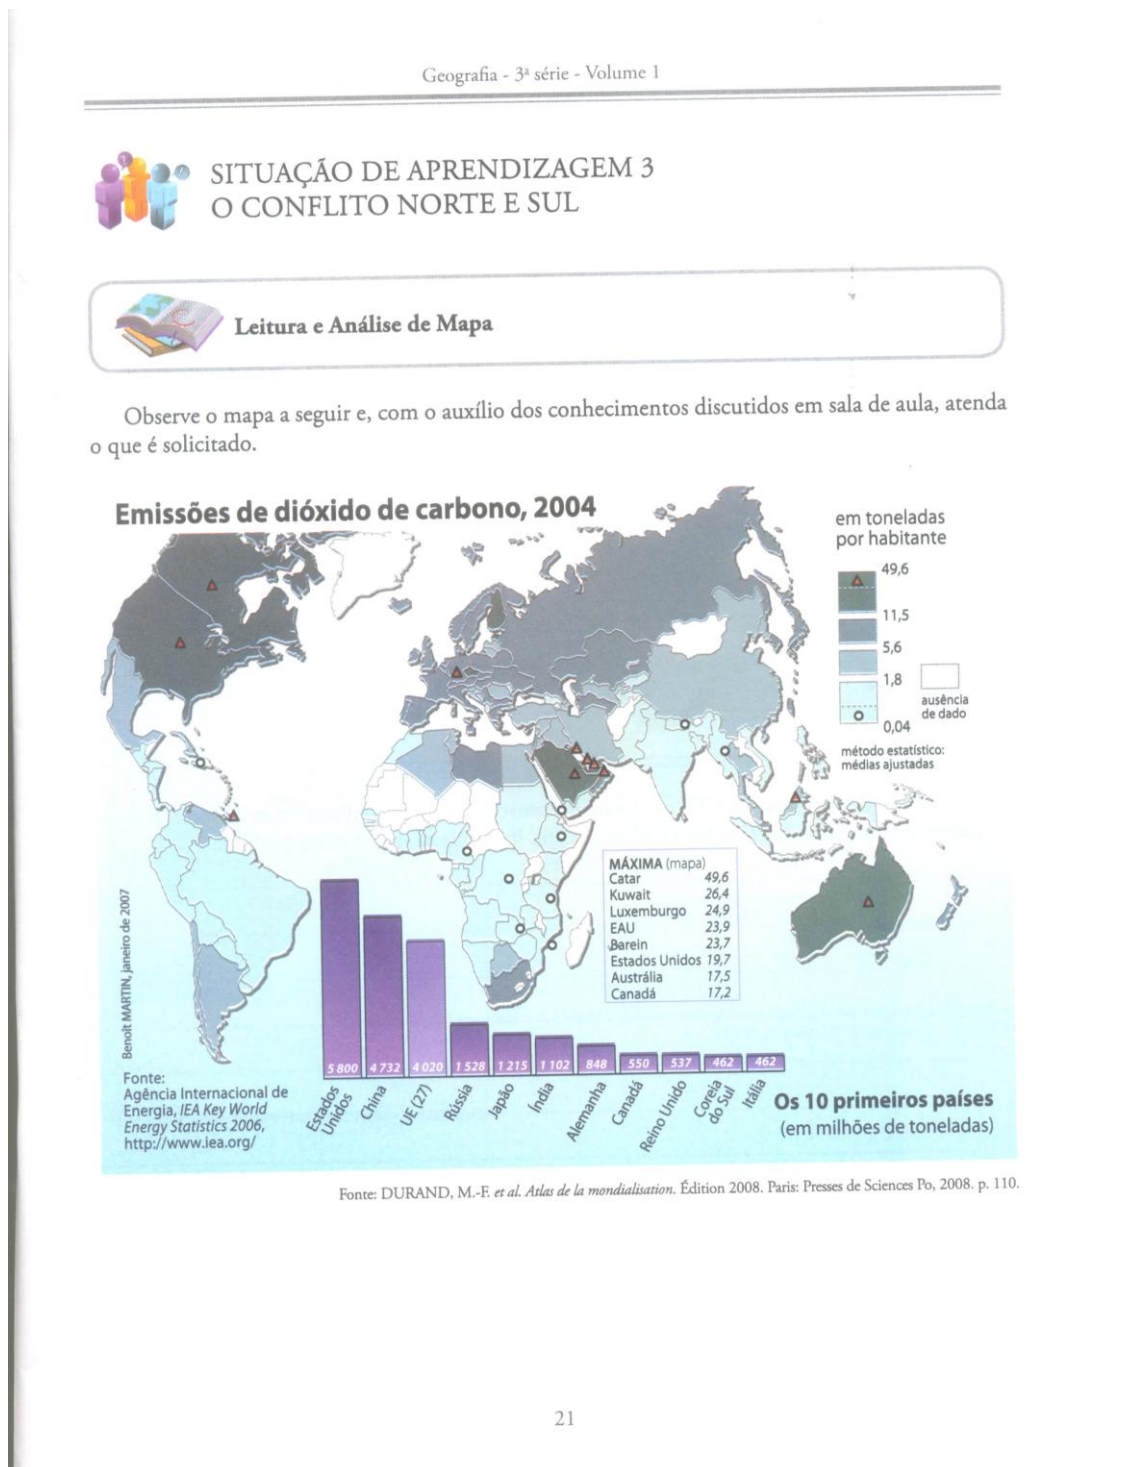 Geografia - 3ª série - Volume 1
SITUAÇÃO DE APRENDIZAGEM 3
O CONFLITO NORTE E SUL
Leitura e Análise de Mapa
Observe o mapa a seguir e, com o auxílio dos conhecimentos discutidos em sala de aula, atenda
o que é solicitado.
Emissões de dióxido de carbono, 2004
em toneladas
por habitante
49,6
11,5
5,6
1,8
0,04
ausência
de dado
método estatístico:
médias ajustadas
MÁXIMA (mapa)
Catar 49,6
Kuwait 26,4
Luxemburgo 24,9
EAU 23,9
Barein 23,7
Estados Unidos 19,7
Austrália 17,5
Canadá 17,2
Benoît MARTIN, janeiro de 2007
5 800 4 732 4 020 1 528 1 215 1 102 848 550 537 462 462
Estados
Unidos
China
UE (27)
Rússia
Japão
Índia
Alemanha
Canadá
Reino Unido
Coreia
do Sul
Itália
Os 10 primeiros países
(em milhões de toneladas)
Fonte:
Agência Internacional de
Energia, IEA Key World
Energy Statistics 2006,
http://www.iea.org/
Fonte: DURAND, M.-F. et al. Atlas de la mondialisation. Édition 2008. Paris: Presses de Sciences Po, 2008. p. 110.
21